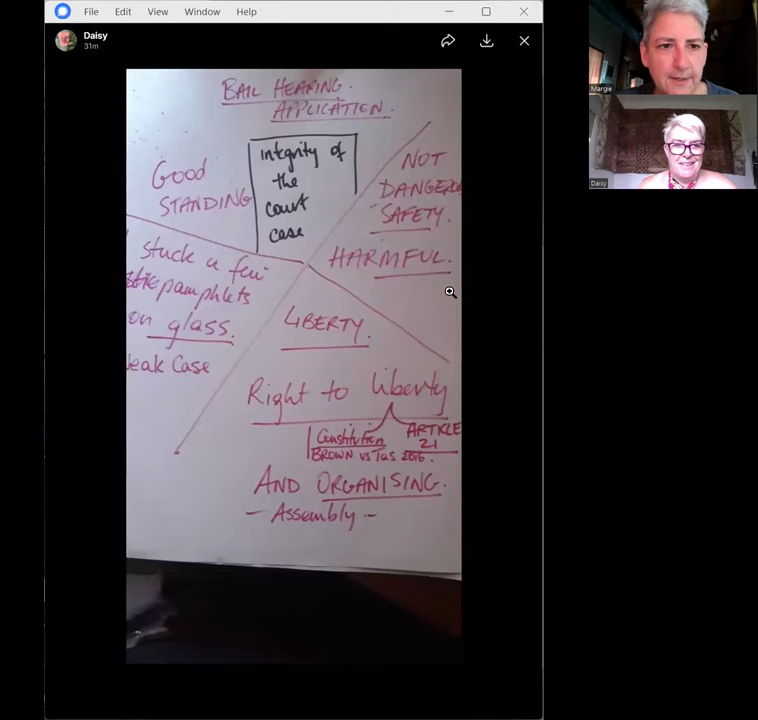 File Edit View Window Help
Daisy
31m
BAIL HEARING
APPLICATION.
Integrity of
the
court
case
Good
STANDING
NOT
DANGERO
SAFETY.
HARMFUL.
stuck a few
pamphlets
on glass.
eak Case
LIBERTY.
Right to liberty
Constitution
BROWN vs Tas 2016.
ARTICLE
21
AND ORGANISING.
- Assembly -
Margie
Daisy